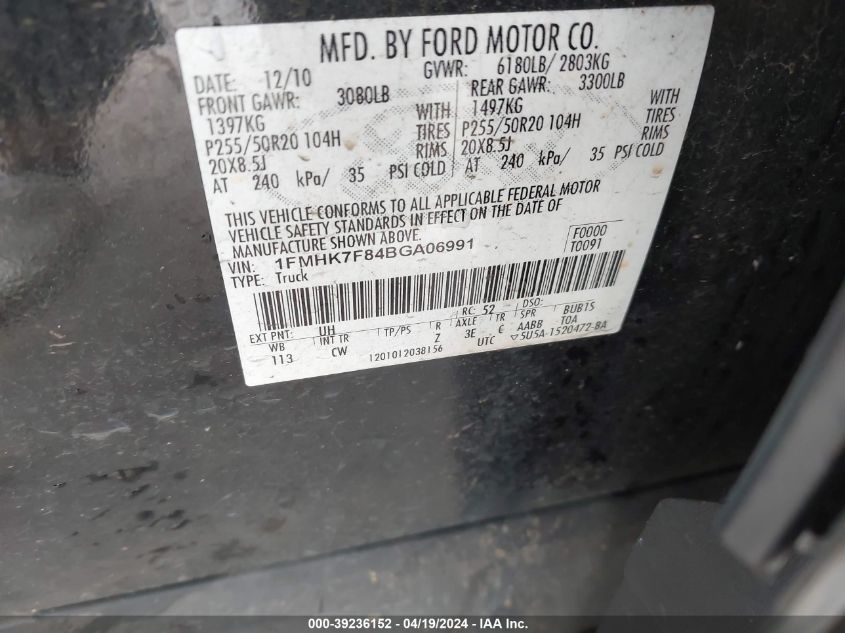 MFD. BY FORD MOTOR CO.
DATE: 12/10 GVWR: 6180LB/ 2803KG
FRONT GAWR: 3080LB REAR GAWR: 3300LB
1397KG WITH 1497KG WITH
P255/50R20 104H TIRES P255/50R20 104H TIRES
20X8.5J RIMS 20X8.5J RIMS
AT 240 kPa/ 35 PSI COLD AT 240 kPa/ 35 PSI COLD
THIS VEHICLE CONFORMS TO ALL APPLICABLE FEDERAL MOTOR
VEHICLE SAFETY STANDARDS IN EFFECT ON THE DATE OF
MANUFACTURE SHOWN ABOVE. F0000
VIN: 1FMHK7F84BGA06991 T0091
TYPE: Truck
EXT PNT: UH RC: 52 DSO:
WB INT TR TP/PS R AXLE TR SPR BUB15
113 CW Z 3E C AABB TOA
1201012038156 UTC ▽5U5A-1520472-BA
000-39236152 / 04/19/2024 - IAA, Inc.